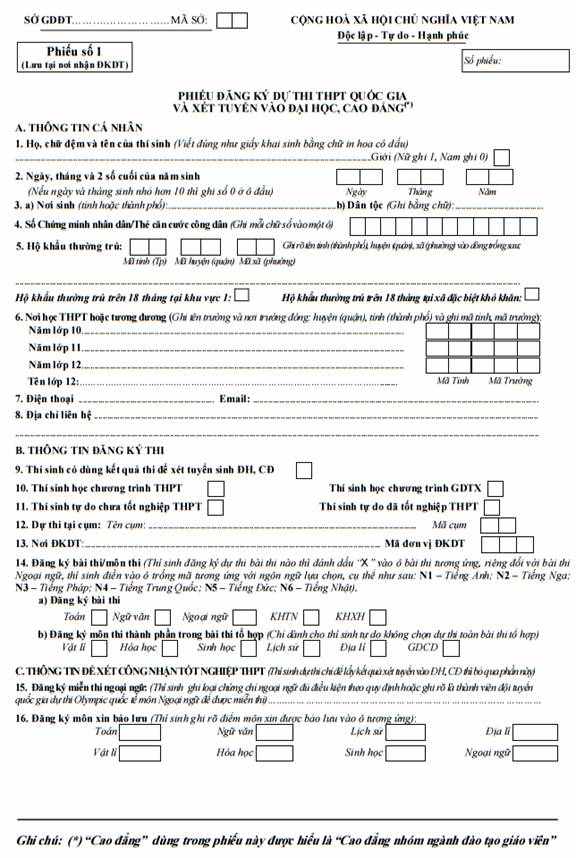 SỞ GDĐT........................... MÃ SỞ:
CỘNG HOÀ XÃ HỘI CHỦ NGHĨA VIỆT NAM
Độc lập - Tự do - Hạnh phúc
Phiếu số 1
(Lưu tại nơi nhận ĐKDT)
Số phiếu:
PHIẾU ĐĂNG KÝ DỰ THI THPT QUỐC GIA
VÀ XÉT TUYỂN VÀO ĐẠI HỌC, CAO ĐẲNG(*)
A. THÔNG TIN CÁ NHÂN
1. Họ, chữ đệm và tên của thí sinh (Viết đúng như giấy khai sinh bằng chữ in hoa có dấu)
........................................Giới (Nữ ghi 1, Nam ghi 0)
2. Ngày, tháng và 2 số cuối của năm sinh
(Nếu ngày và tháng sinh nhỏ hơn 10 thì ghi số 0 ở ô đầu) Ngày Tháng Năm
3. a) Nơi sinh (tỉnh hoặc thành phố):........................................b) Dân tộc (Ghi bằng chữ):........................
4. Số Chứng minh nhân dân/Thẻ căn cước công dân (Ghi mỗi chữ số vào một ô)
5. Hộ khẩu thường trú: Ghi rõ tên tỉnh (thành phố), huyện (quận), xã (phường) vào dòng trống sau:
Mã tỉnh (Tp) Mã huyện (quận) Mã xã (phường)
........................................
Hộ khẩu thường trú trên 18 tháng tại khu vực 1: Hộ khẩu thường trú trên 18 tháng tại xã đặc biệt khó khăn:
6. Nơi học THPT hoặc tương đương (Ghi tên trường và nơi trường đóng: huyện (quận), tỉnh (thành phố) và ghi mã tỉnh, mã trường):
Năm lớp 10........................................
Năm lớp 11........................................
Năm lớp 12........................................
Tên lớp 12:........................................ Mã Tỉnh Mã Trường
7. Điện thoại ........................................ Email: ........................................
8. Địa chỉ liên hệ ........................................
........................................
B. THÔNG TIN ĐĂNG KÝ THI
9. Thí sinh có dùng kết quả thi để xét tuyển sinh ĐH, CĐ
10. Thí sinh học chương trình THPT Thí sinh học chương trình GDTX
11. Thí sinh tự do chưa tốt nghiệp THPT Thí sinh tự do đã tốt nghiệp THPT
12. Dự thi tại cụm: Tên cụm: ........................................ Mã cụm
13. Nơi ĐKDT:........................................ Mã đơn vị ĐKDT
14. Đăng ký bài thi/môn thi (Thí sinh đăng ký dự thi bài thi nào thì đánh dấu "X" vào ô bài thi tương ứng, riêng đối với bài thi
Ngoại ngữ, thí sinh điền vào ô trống mã tương ứng với ngôn ngữ lựa chọn, cụ thể như sau: N1 – Tiếng Anh; N2 – Tiếng Nga;
N3 – Tiếng Pháp; N4 – Tiếng Trung Quốc; N5 – Tiếng Đức; N6 – Tiếng Nhật).
a) Đăng ký bài thi
Toán Ngữ văn Ngoại ngữ KHTN KHXH
b) Đăng ký môn thi thành phần trong bài thi tổ hợp (Chỉ dành cho thí sinh tự do không chọn dự thi toàn bài thi tổ hợp)
Vật lí Hóa học Sinh học Lịch sử Địa lí GDCD
C. THÔNG TIN ĐỂ XÉT CÔNG NHẬN TỐT NGHIỆP THPT (Thí sinh dự thi chỉ để lấy kết quả xét tuyển vào ĐH, CĐ thì bỏ qua phần này)
15. Đăng ký miễn thi ngoại ngữ: (Thí sinh ghi loại chứng chỉ ngoại ngữ đủ điều kiện theo quy định hoặc ghi rõ là thành viên đội tuyển
quốc gia dự thi Olympic quốc tế môn Ngoại ngữ để được miễn thi)........................................
16. Đăng ký môn xin bảo lưu (Thí sinh ghi rõ điểm môn xin được bảo lưu vào ô tương ứng):
Toán Ngữ văn Lịch sử Địa lí
Vật lí Hóa học Sinh học Ngoại ngữ
Ghi chú: (*) "Cao đẳng" dùng trong phiếu này được hiểu là "Cao đẳng nhóm ngành đào tạo giáo viên"